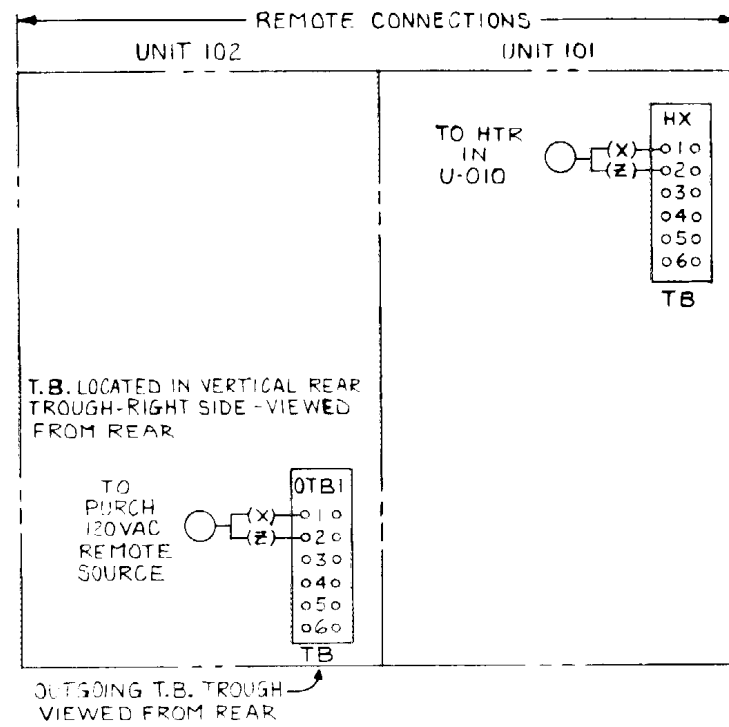 REMOTE CONNECTIONS
UNIT 102
UNIT 101
HX
TO HTR
IN
U-010
(X) 1
(Z) 2
3
4
5
6
TB
T.B. LOCATED IN VERTICAL REAR
TROUGH-RIGHT SIDE-VIEWED
FROM REAR
TO
PURCH
120VAC
REMOTE
SOURCE
OTB1
(X) 1
(Z) 2
3
4
5
6
TB
OUTGOING T.B. TROUGH
VIEWED FROM REAR